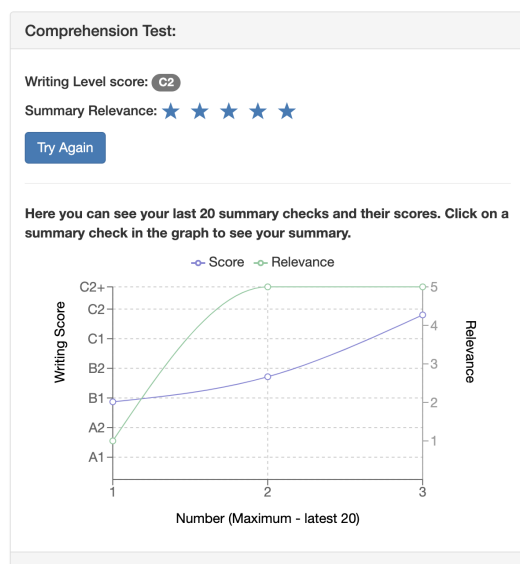 Comprehension Test:
Writing Level score: C2
Summary Relevance:
Try Again
Here you can see your last 20 summary checks and their scores. Click on a
summary check in the graph to see your summary.
Score Relevance
C2+
C2
C1
B2
B1
A2
A1
Writing Score
5
4
3
2
1
Relevance
1 2 3
Number (Maximum - latest 20)